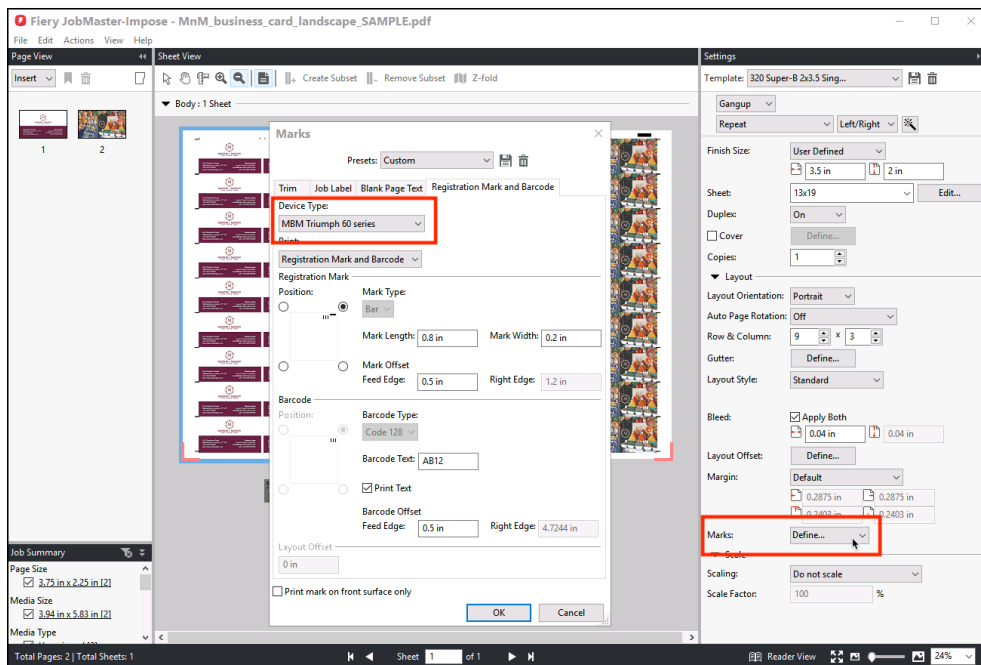 Fiery JobMaster-Impose - MnM_business_card_landscape_SAMPLE.pdf
File Edit Actions View Help
Page View
Sheet View
Settings
Insert
Create Subset
Remove Subset
Z-fold
Template: 320 Super-B 2x3.5 Sing...
Body : 1 Sheet
Gangup
Repeat
Left/Right
1
2
Marks
Presets: Custom
Trim
Job Label
Blank Page Text
Registration Mark and Barcode
Device Type:
MBM Triumph 60 series
Print:
Registration Mark and Barcode
Registration Mark
Position:
Mark Type:
Bar
Mark Length: 0.8 in
Mark Width: 0.2 in
Mark Offset
Feed Edge: 0.5 in
Right Edge: 1.2 in
Barcode
Position:
Barcode Type:
Code 128
Barcode Text: AB12
Print Text
Barcode Offset
Feed Edge: 0.5 in
Right Edge: 4.7244 in
Layout Offset
0 in
Print mark on front surface only
OK
Cancel
Finish Size:
User Defined
3.5 in
2 in
Sheet:
13x19
Edit...
Duplex:
On
Cover
Define...
Copies:
1
Layout
Layout Orientation: Portrait
Auto Page Rotation: Off
Row & Column:
9 x 3
Gutter:
Define...
Layout Style:
Standard
Bleed:
Apply Both
0.04 in
0.04 in
Layout Offset:
Define...
Margin:
Default
0.2875 in
0.2875 in
0.2403 in
0.2403 in
Marks:
Define...
Scale
Scaling:
Do not scale
Scale Factor:
100 %
Job Summary
Page Size
3.75 in x 2.25 in [2]
Media Size
3.94 in x 5.83 in [2]
Media Type
Total Pages: 2 | Total Sheets: 1
Sheet 1 of 1
Reader View
24%